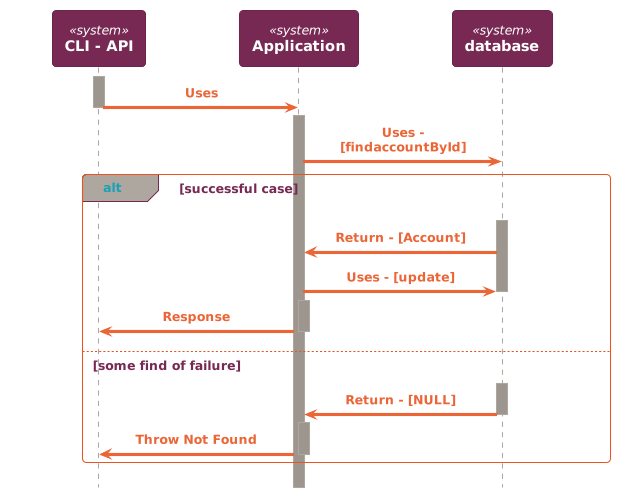 «system»
CLI - API
«system»
Application
«system»
database
Uses
Uses -
[findaccountById]
alt
[successful case]
Return - [Account]
Uses - [update]
Response
[some find of failure]
Return - [NULL]
Throw Not Found